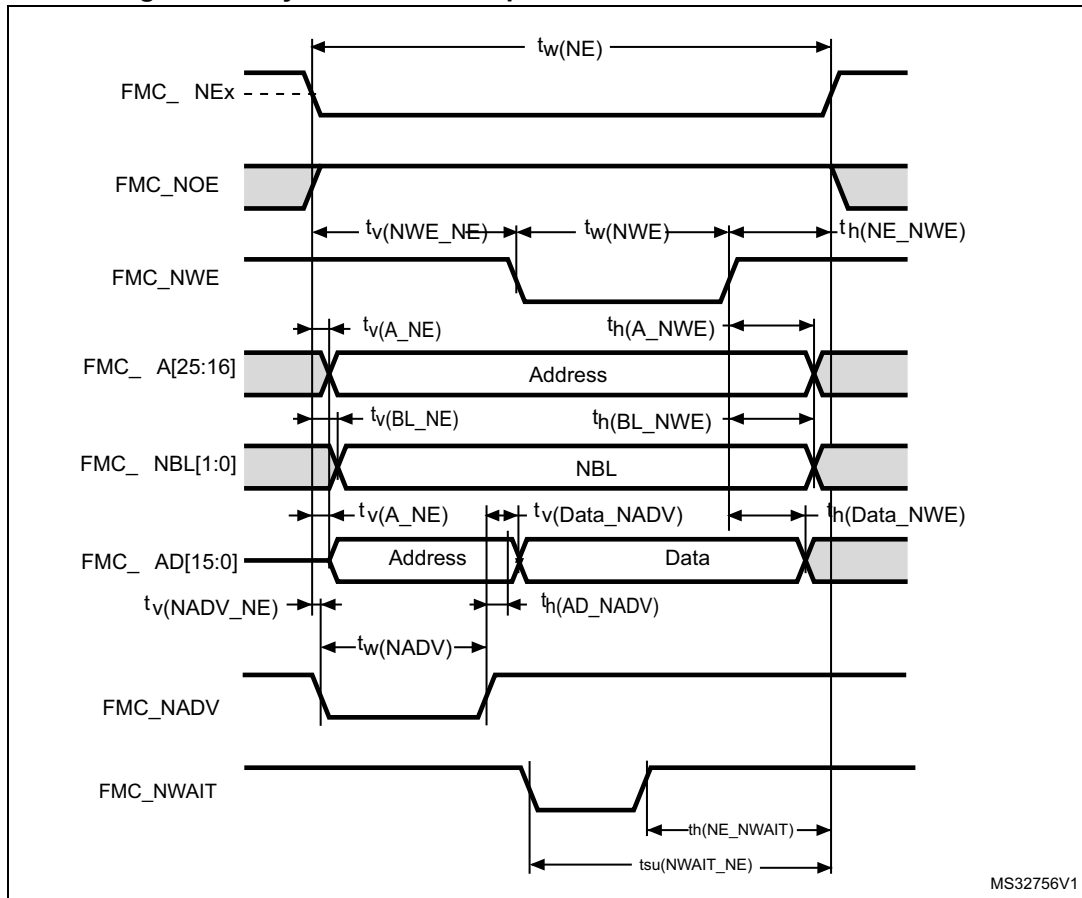 tw(NE)
FMC_ NEx
FMC_NOE
tv(NWE_NE) tw(NWE) th(NE_NWE)
FMC_NWE
tv(A_NE) th(A_NWE)
FMC_ A[25:16] Address
tv(BL_NE) th(BL_NWE)
FMC_ NBL[1:0] NBL
tv(A_NE) tv(Data_NADV) th(Data_NWE)
FMC_ AD[15:0] Address Data
tv(NADV_NE) th(AD_NADV)
tw(NADV)
FMC_NADV
FMC_NWAIT
th(NE_NWAIT)
tsu(NWAIT_NE)
MS32756V1